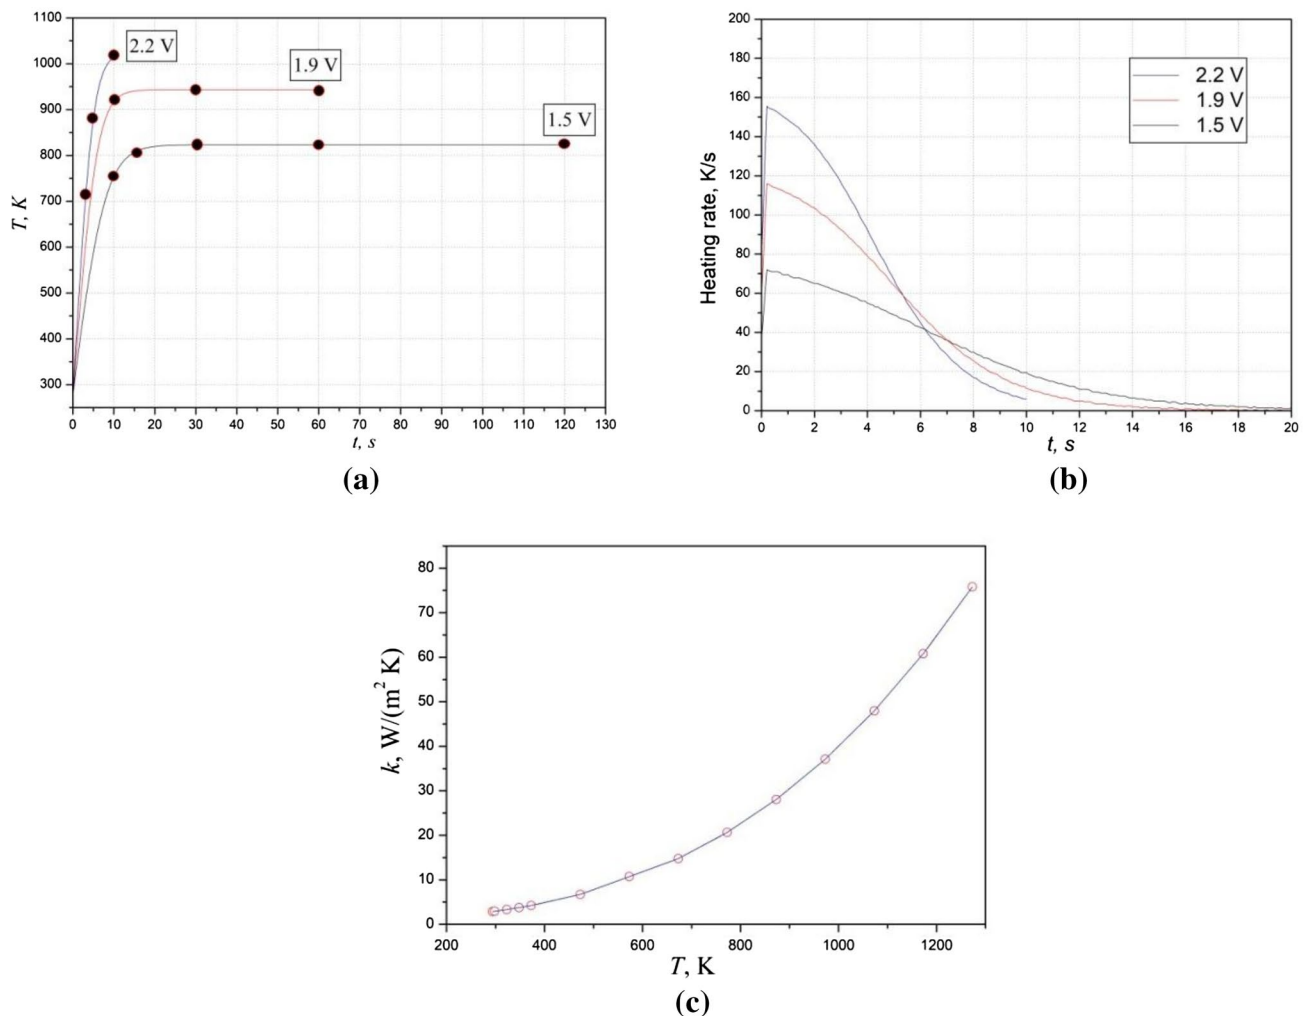 1100
1000
900
800
700
600
500
400
300
T, K
2.2 V
1.9 V
1.5 V
0 10 20 30 40 50 60 70 80 90 100 110 120 130
t, s
(a)
200
180
160
140
120
100
80
60
40
20
0
Heating rate, K/s
2.2 V
1.9 V
1.5 V
0 2 4 6 8 10 12 14 16 18 20
t, s
(b)
80
70
60
50
40
30
20
10
0
k, W/(m² K)
200 400 600 800 1000 1200
T, K
(c)